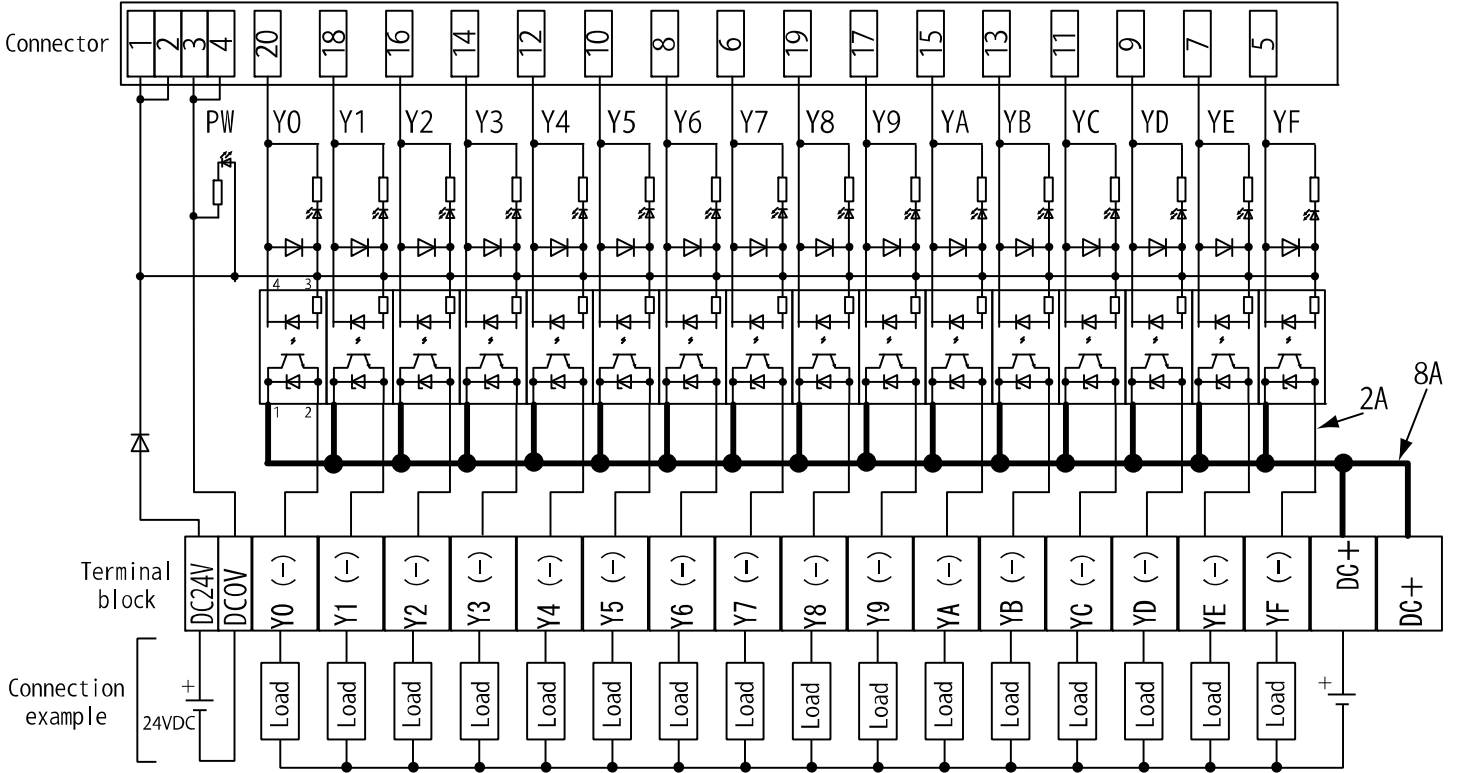 Connector 1 2 3 4 20 18 16 14 12 10 8 6 19 17 15 13 11 9 7 5
PW Y0 Y1 Y2 Y3 Y4 Y5 Y6 Y7 Y8 Y9 YA YB YC YD YE YF
4 3
8A
2A
1 2
Terminal block
DC24V DC0V Y0 (-) Y1 (-) Y2 (-) Y3 (-) Y4 (-) Y5 (-) Y6 (-) Y7 (-) Y8 (-) Y9 (-) YA (-) YB (-) YC (-) YD (-) YE (-) YF (-) DC+ DC+
Connection example
+
24VDC
Load Load Load Load Load Load Load Load Load Load Load Load Load Load Load Load
+